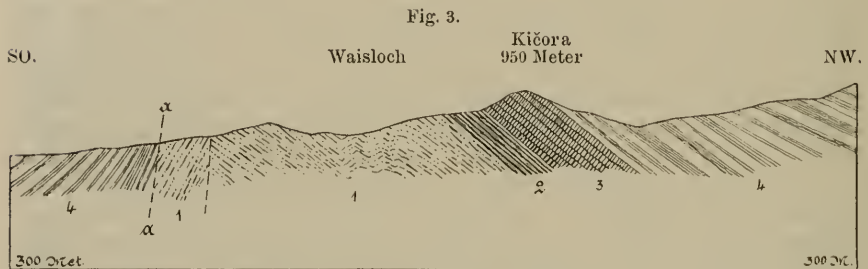 Fig. 3.
Kičora
SO. Waisloch 950 Meter NW.
α
4 1 1 2 3 4
α
300 Met. 300 M.